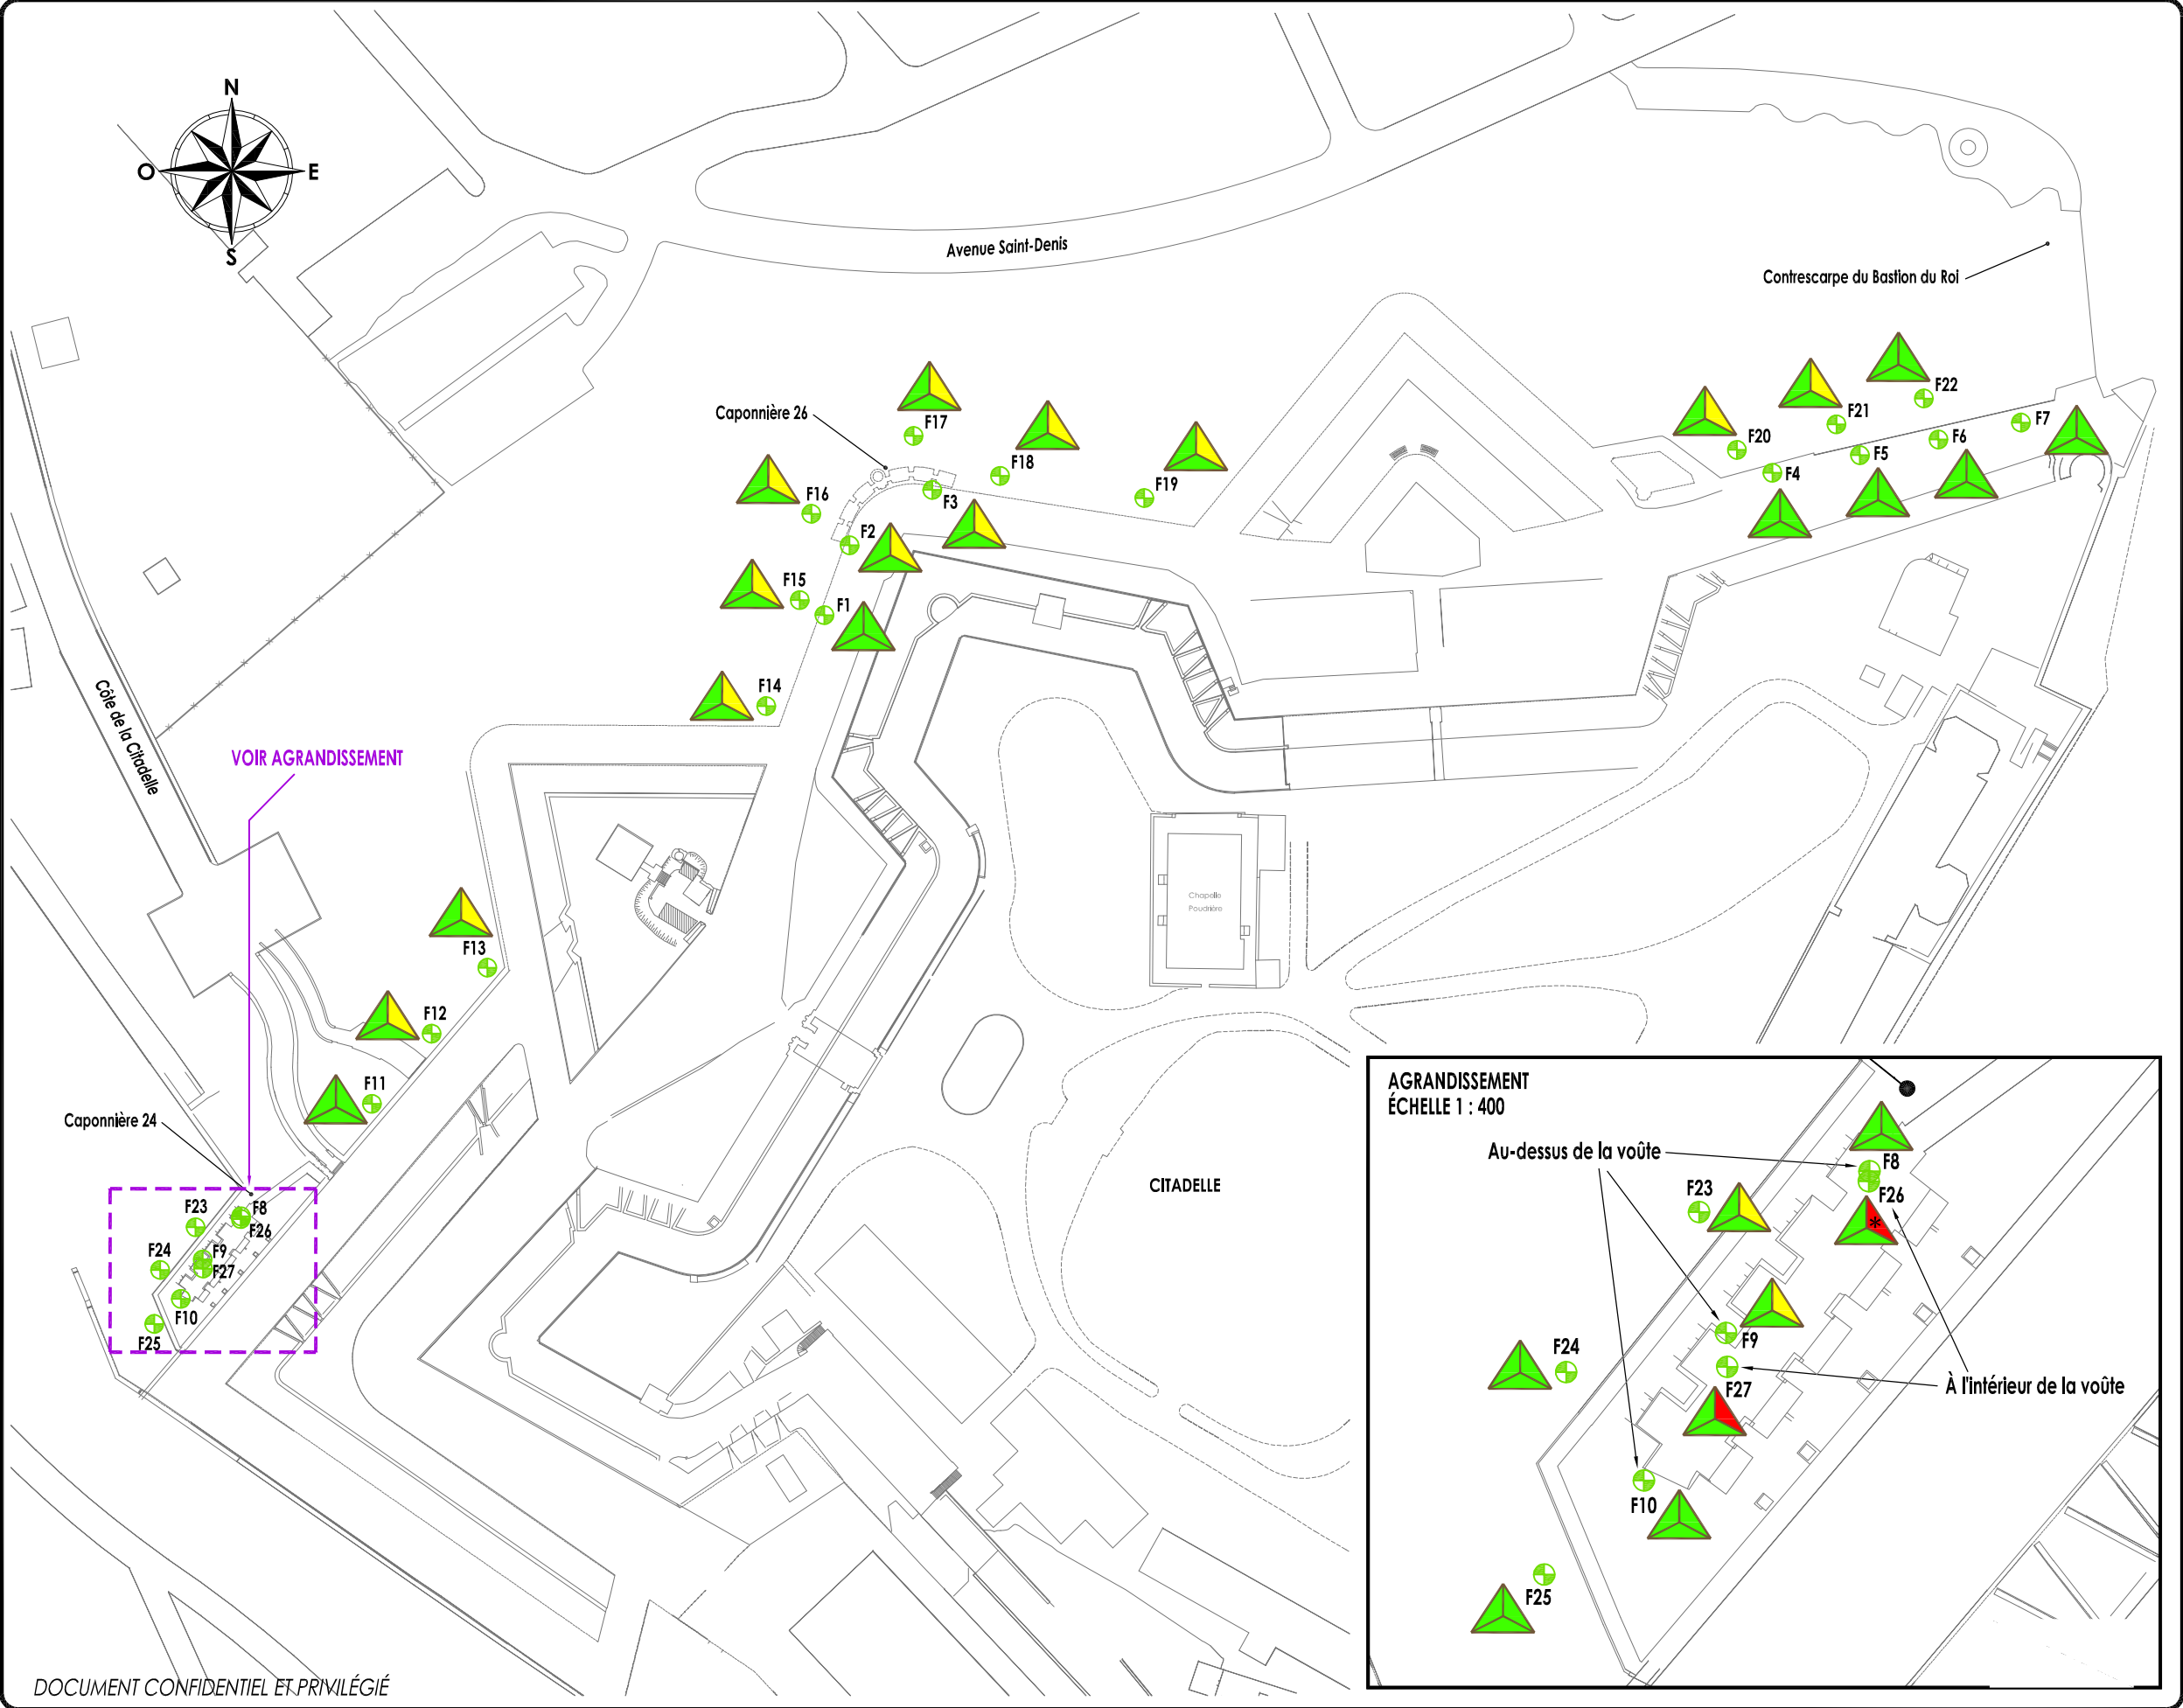 N
O
E
S
Avenue Saint-Denis
Contrescarpe du Bastion du Roi
Caponnière 26
F17
F18
F19
F16
F3
F2
F15
F1
F14
F20
F21
F22
F7
F6
F5
F4
Côte de la Citadelle
VOIR AGRANDISSEMENT
Chapelle
Poudrière
F13
F12
F11
Caponnière 24
F23
F8
F26
F24
F9
F27
F10
F25
CITADELLE
AGRANDISSEMENT
ÉCHELLE 1 : 400
Au-dessus de la voûte
F8
F23
F26
*
F9
F24
F27
À l'intérieur de la voûte
F10
F25
DOCUMENT CONFIDENTIEL ET PRIVILÉGIÉ